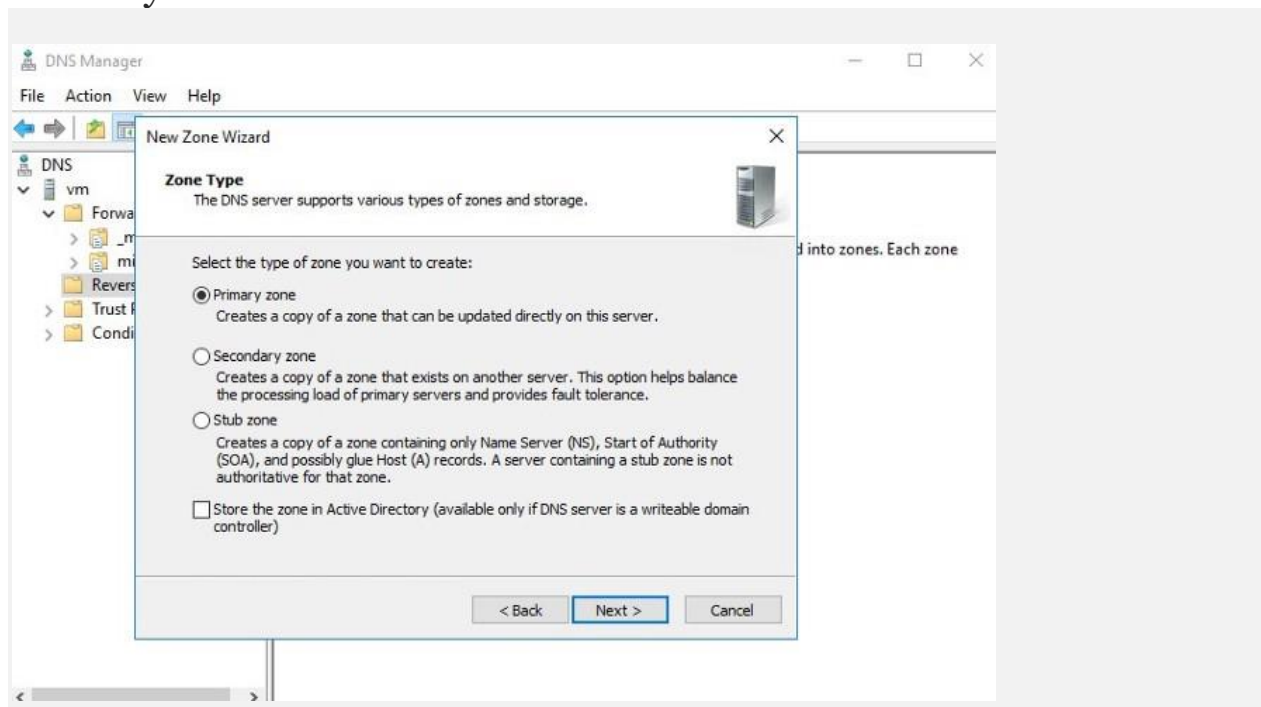 DNS Manager
File Action View Help
New Zone Wizard
DNS
vm
Forwa
_m
mi
Revers
Trust P
Condi
Zone Type
The DNS server supports various types of zones and storage.
Select the type of zone you want to create:
Primary zone
Creates a copy of a zone that can be updated directly on this server.
Secondary zone
Creates a copy of a zone that exists on another server. This option helps balance
the processing load of primary servers and provides fault tolerance.
Stub zone
Creates a copy of a zone containing only Name Server (NS), Start of Authority
(SOA), and possibly glue Host (A) records. A server containing a stub zone is not
authoritative for that zone.
Store the zone in Active Directory (available only if DNS server is a writeable domain
controller)
< Back Next > Cancel
d into zones. Each zone